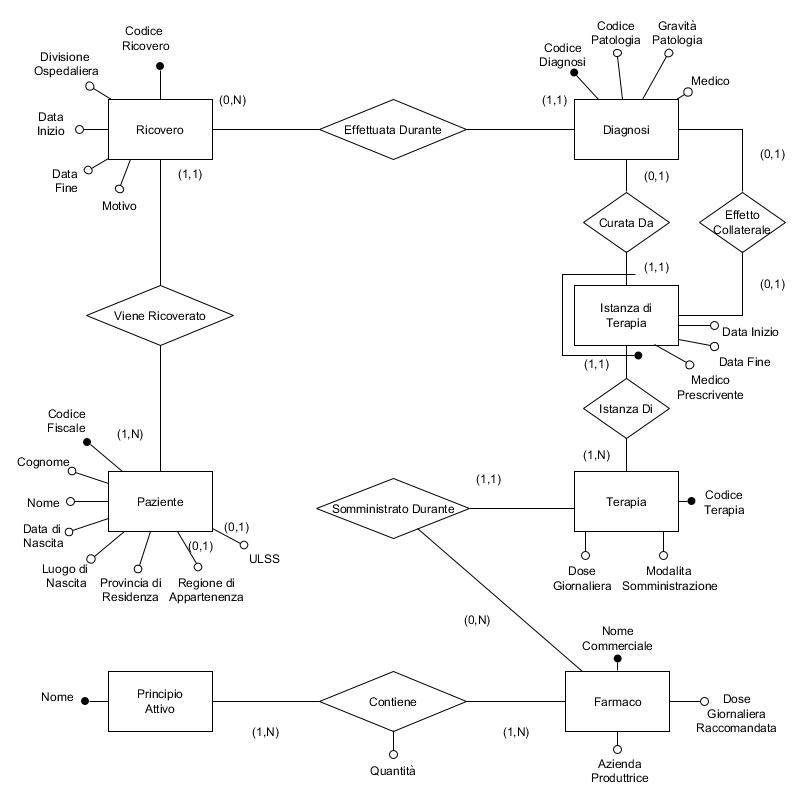 Codice
Ricovero
Divisione
Ospedaliera
Data
Inizio
Data
Fine
Motivo
Ricovero
(0,N)
(1,1)
Effettuata Durante
(1,1)
Codice
Diagnosi
Codice
Patologia
Gravità
Patologia
Medico
Diagnosi
(0,1)
(0,1)
Curata Da
Effetto
Collaterale
(1,1)
(0,1)
Istanza di
Terapia
Data Inizio
Data Fine
Medico
Prescrivente
(1,1)
Istanza Di
(1,N)
Viene Ricoverato
(1,N)
Codice
Fiscale
Cognome
Nome
Data di
Nascita
Luogo di
Nascita
Provincia di
Residenza
Regione di
Appartenenza
(0,1)
(0,1)
ULSS
Paziente
Somministrato Durante
(1,1)
Terapia
Codice
Terapia
Dose
Giornaliera
Modalita
Somministrazione
(0,N)
Nome
Commerciale
Nome
Principio
Attivo
(1,N)
Contiene
Quantità
(1,N)
Farmaco
Dose
Giornaliera
Raccomandata
Azienda
Produttrice